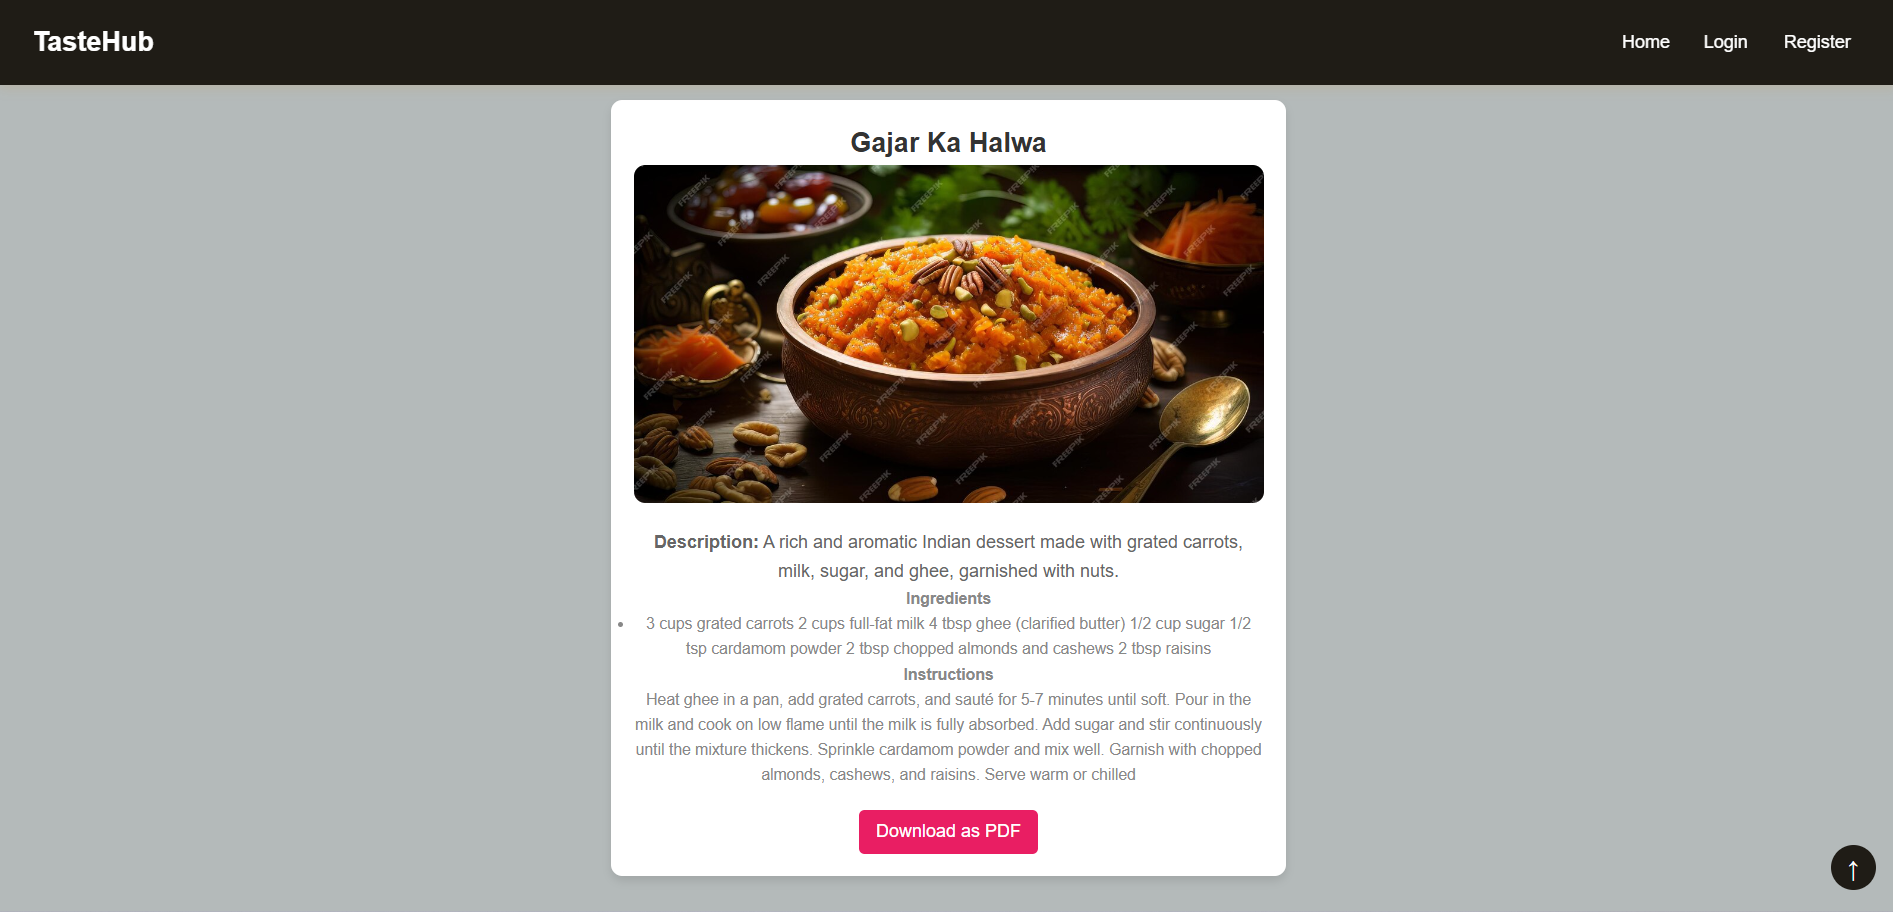 TasteHub
Home Login Register
Gajar Ka Halwa
FREEPIK
Description: A rich and aromatic Indian dessert made with grated carrots,
milk, sugar, and ghee, garnished with nuts.
Ingredients
• 3 cups grated carrots 2 cups full-fat milk 4 tbsp ghee (clarified butter) 1/2 cup sugar 1/2
tsp cardamom powder 2 tbsp chopped almonds and cashews 2 tbsp raisins
Instructions
Heat ghee in a pan, add grated carrots, and sauté for 5-7 minutes until soft. Pour in the
milk and cook on low flame until the milk is fully absorbed. Add sugar and stir continuously
until the mixture thickens. Sprinkle cardamom powder and mix well. Garnish with chopped
almonds, cashews, and raisins. Serve warm or chilled
Download as PDF
↑